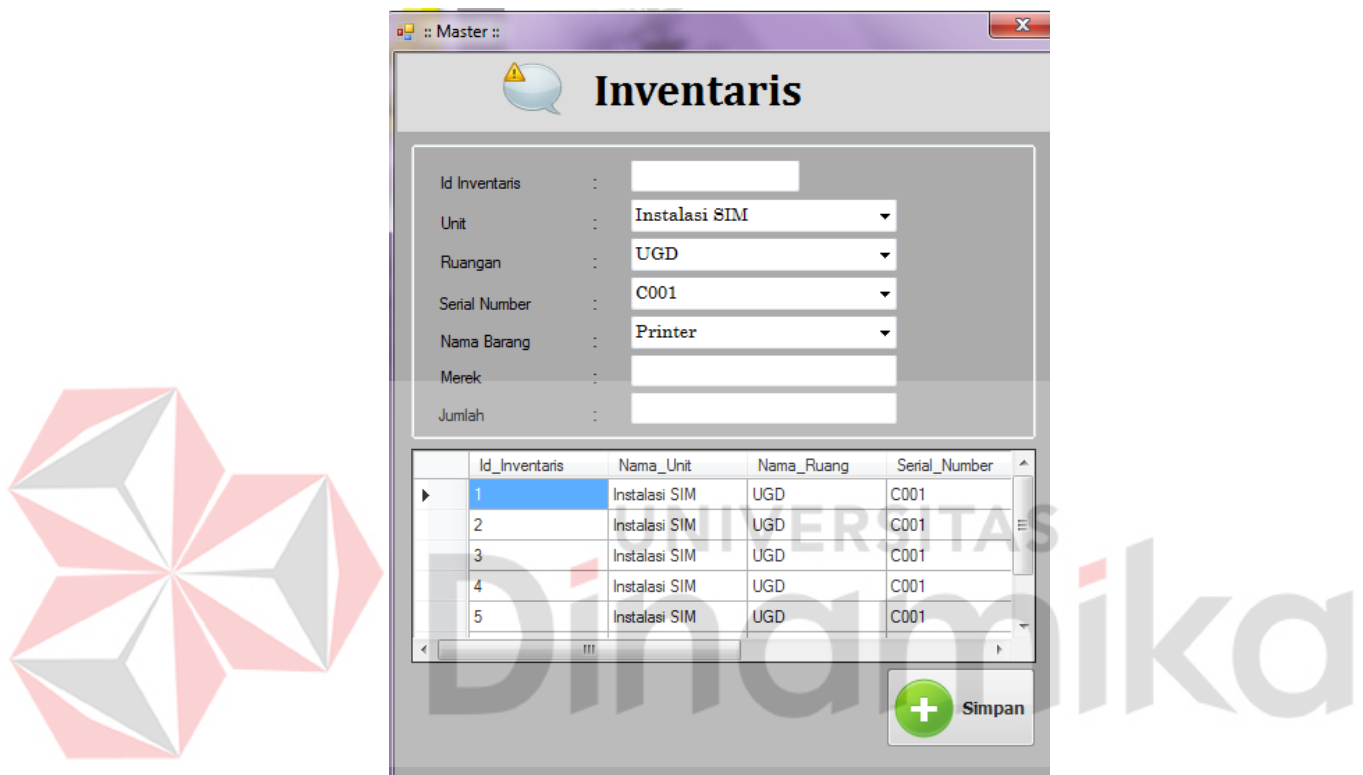 :: Master ::
Inventaris
Id Inventaris :
Unit : Instalasi SIM
Ruangan : UGD
Serial Number : C001
Nama Barang : Printer
Merek :
Jumlah :
Id_Inventaris Nama_Unit Nama_Ruang Serial_Number
1 Instalasi SIM UGD C001
2 Instalasi SIM UGD C001
3 Instalasi SIM UGD C001
4 Instalasi SIM UGD C001
5 Instalasi SIM UGD C001
Simpan
UNIVERSITAS
Dinamika